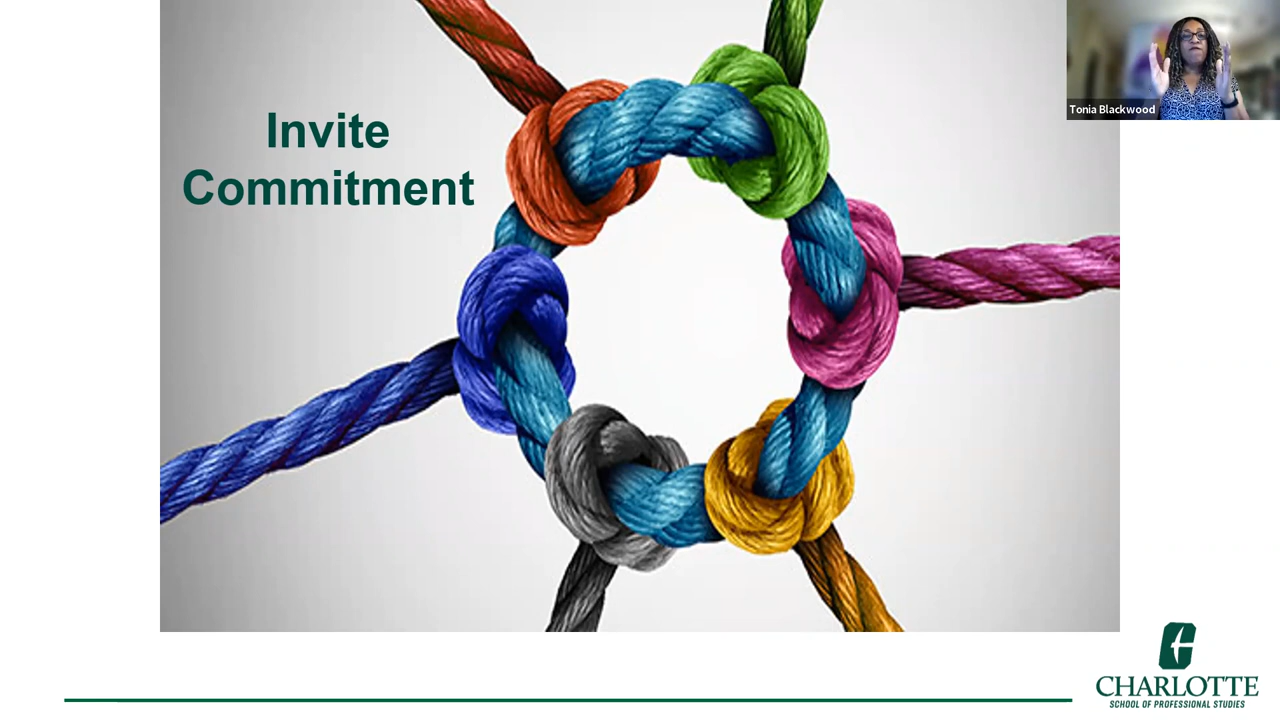 Invite
Commitment
Tonia Blackwood
CHARLOTTE
SCHOOL OF PROFESSIONAL STUDIES